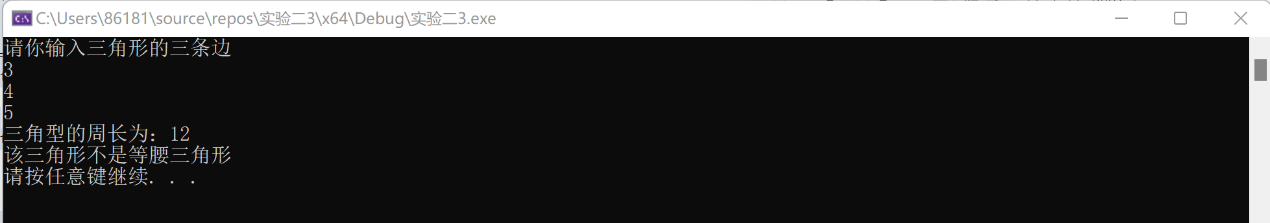 C:\Users\86181\source\repos\实验二3\x64\Debug\实验二3.exe
请你输入三角形的三条边
3
4
5
三角型的周长为：12
该三角形不是等腰三角形
请按任意键继续. . .